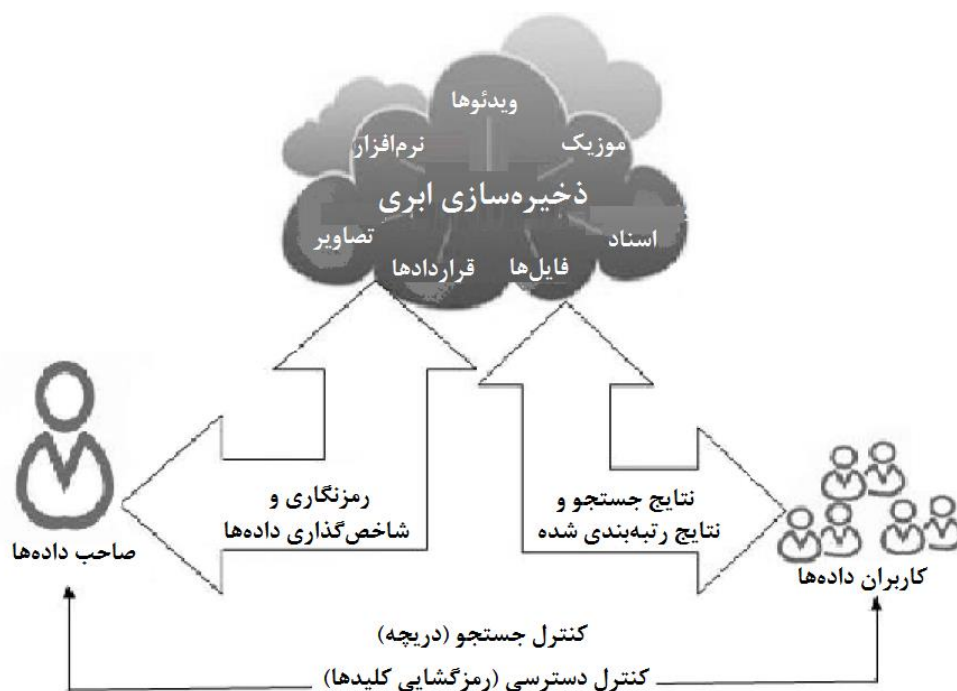 ویدئوها
نرم‌افزار
موزیک
ذخیره‌سازی ابری
تصاویر
اسناد
قراردادها
فایل‌ها
رمزنگاری و
شاخص‌گذاری داده‌ها
نتایج جستجو و
نتایج رتبه‌بندی شده
صاحب داده‌ها
کاربران داده‌ها
کنترل جستجو (دریچه)
کنترل دسترسی (رمزگشایی کلیدها)